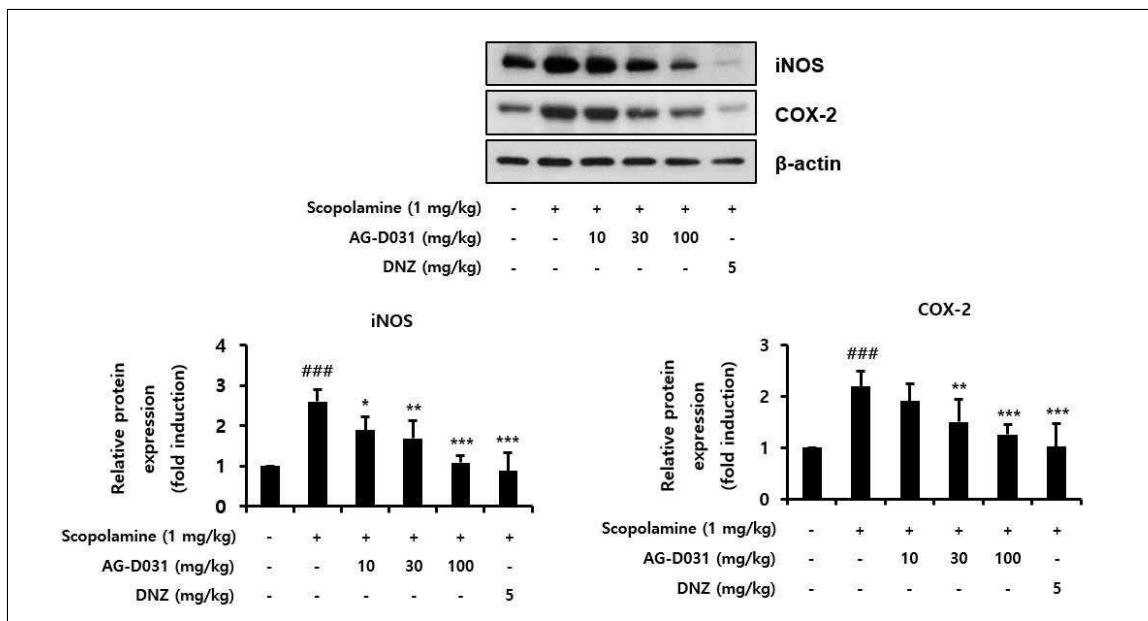 iNOS
COX-2
β-actin
Scopolamine (1 mg/kg) - + + + + +
AG-D031 (mg/kg) - - 10 30 100 -
DNZ (mg/kg) - - - - - 5
iNOS
Relative protein
expression
(fold induction)
4
3
2
1
0
###
*
**
***
***
Scopolamine (1 mg/kg) - + + + + +
AG-D031 (mg/kg) - - 10 30 100 -
DNZ (mg/kg) - - - - - 5
COX-2
Relative protein
expression
(fold induction)
3
2
1
0
###
**
***
***
Scopolamine (1 mg/kg) - + + + + +
AG-D031 (mg/kg) - - 10 30 100 -
DNZ (mg/kg) - - - - - 5